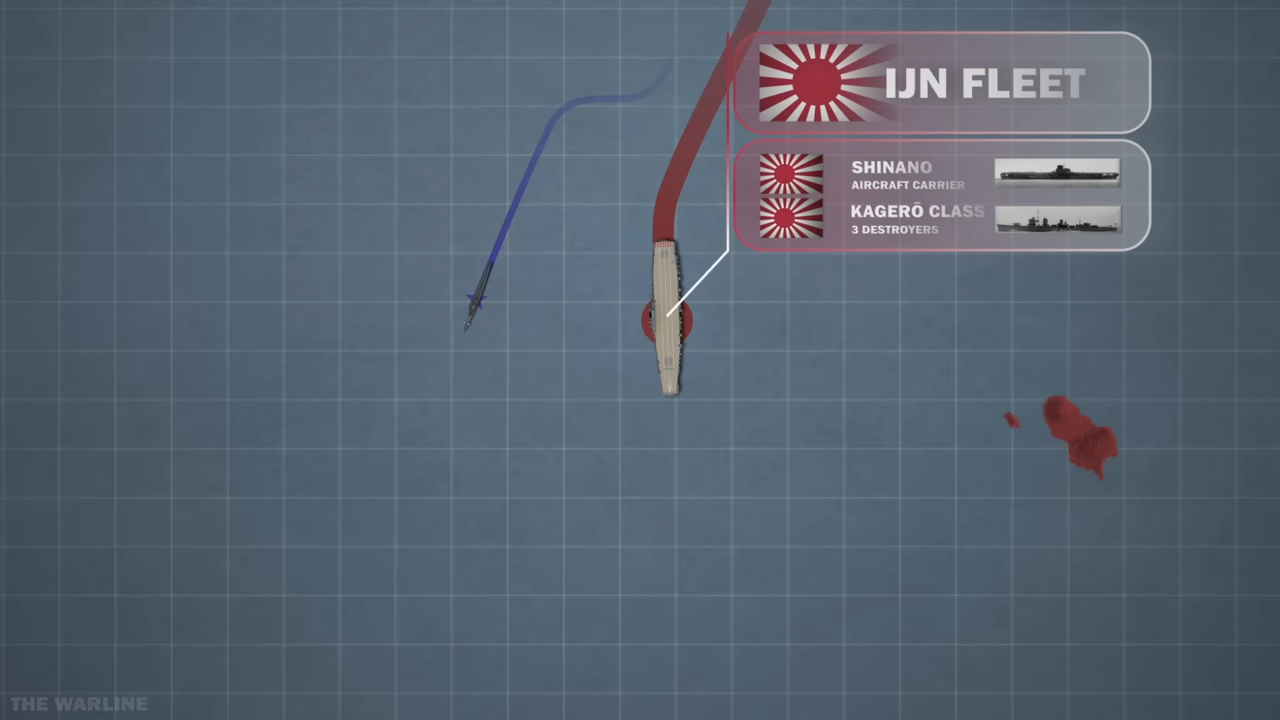 IJN FLEET
SHINANO
AIRCRAFT CARRIER
KAGERŌ CLASS
3 DESTROYERS
THE WARLINE